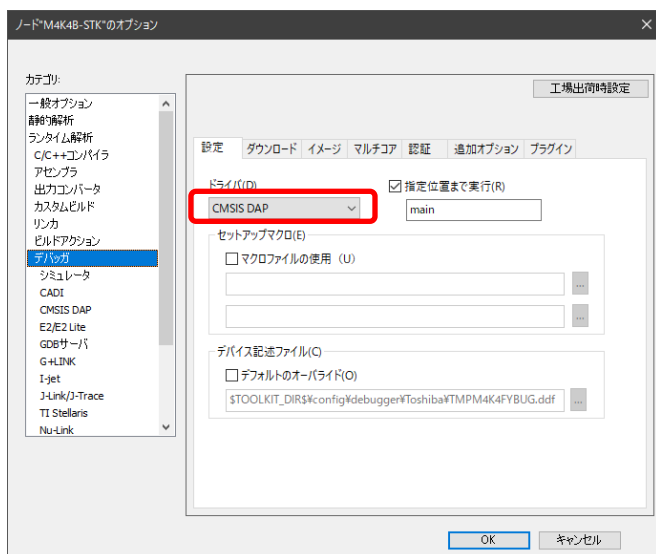 ノード"M4K4B-STK"のオプション
カテゴリ:
一般オプション
静的解析
ランタイム解析
C/C++コンパイラ
アセンブラ
出力コンバータ
カスタムビルド
リンカ
ビルドアクション
デバッガ
シミュレータ
CADI
CMSIS DAP
E2/E2 Lite
GDBサーバ
G+LINK
I-jet
J-Link/J-Trace
TI Stellaris
Nu-Link
工場出荷時設定
設定 ダウンロード イメージ マルチコア 認証 追加オプション プラグイン
ドライバ(D) 指定位置まで実行(R)
CMSIS DAP main
セットアップマクロ(E)
マクロファイルの使用 (U)
...
...
デバイス記述ファイル(C)
デフォルトのオーバライド(O)
$TOOLKIT_DIR$¥config¥debugger¥Toshiba¥TMPM4K4FYBUG.ddf ...
OK キャンセル